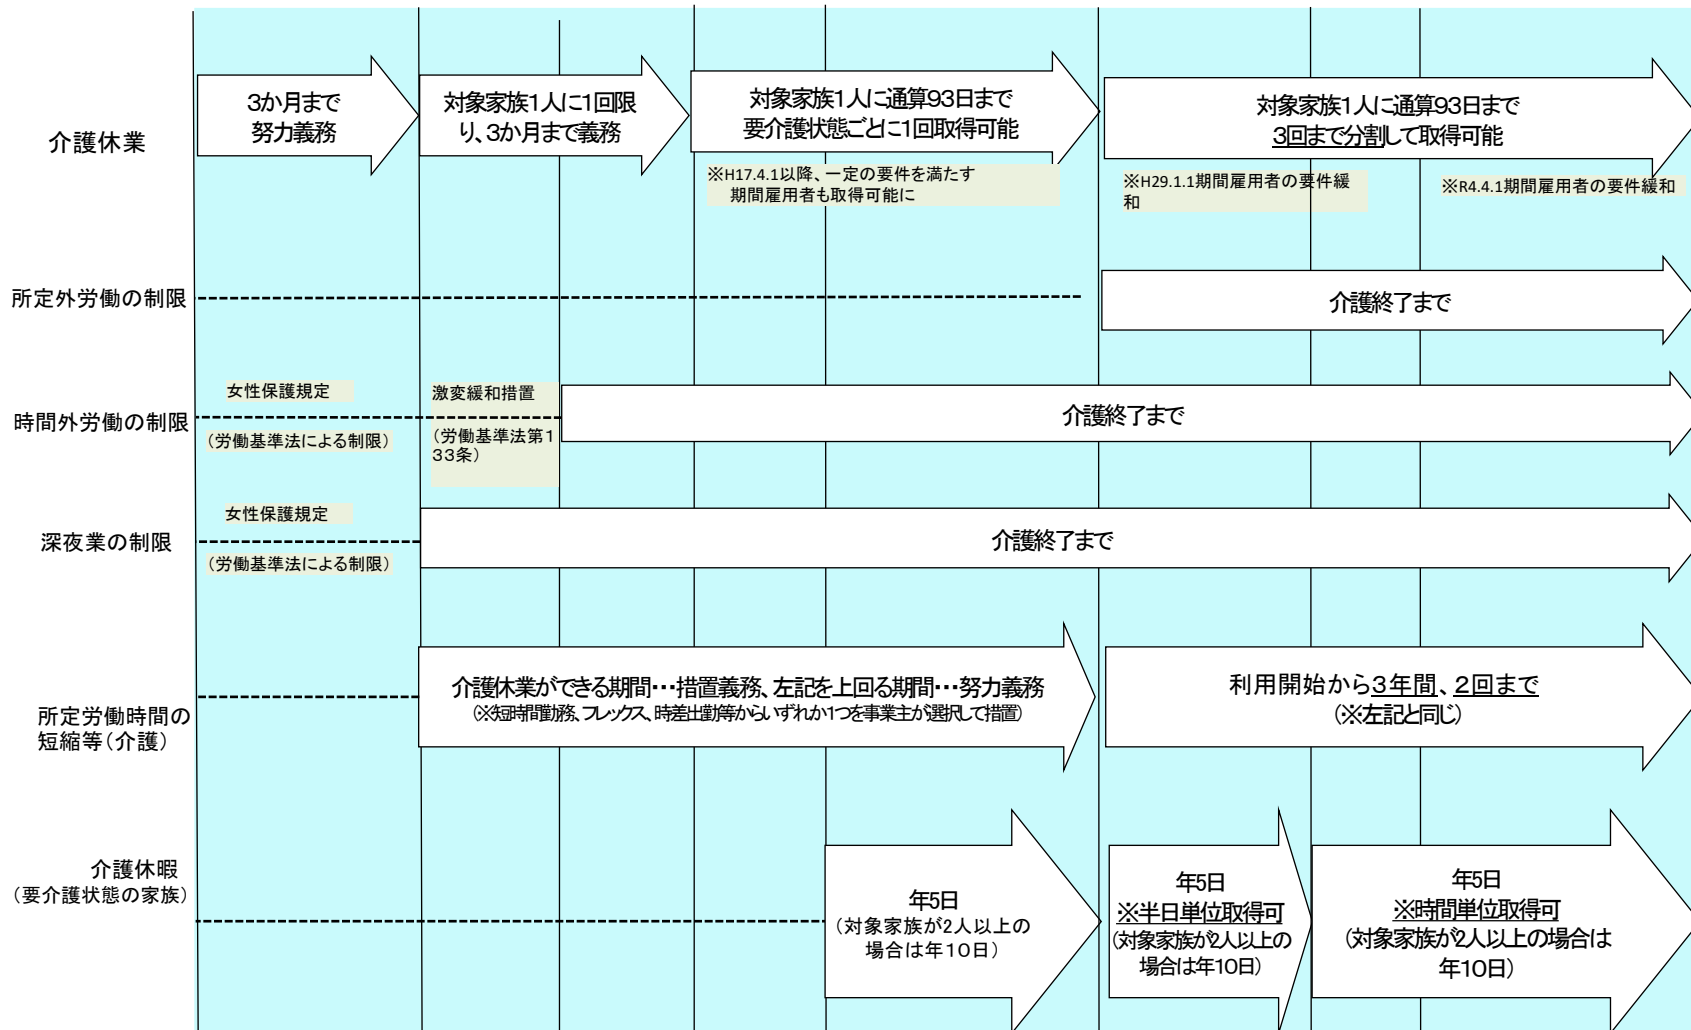 介護休業
3か月まで
努力義務
対象家族1人に1回限
り、3か月まで義務
対象家族1人に通算93日まで
要介護状態ごとに1回取得可能
※H17.4.1以降、一定の要件を満たす
期間雇用者も取得可能に
対象家族1人に通算93日まで
3回まで分割して取得可能
※H29.1.1期間雇用者の要件緩
和
※R4.4.1期間雇用者の要件緩和
所定外労働の制限
介護終了まで
時間外労働の制限
女性保護規定
(労働基準法による制限)
激変緩和措置
(労働基準法第1
33条)
介護終了まで
深夜業の制限
女性保護規定
(労働基準法による制限)
介護終了まで
所定労働時間の
短縮等(介護)
介護休業ができる期間…措置義務、左記を上回る期間…努力義務
(※短時間勤務、フレックス、時差出勤等からいずれか1つを事業主が選択して措置)
利用開始から3年間、2回まで
(※左記と同じ)
介護休暇
(要介護状態の家族)
年5日
(対象家族が2人以上の
場合は年10日)
年5日
※半日単位取得可
(対象家族が2人以上の
場合は年10日)
年5日
※時間単位取得可
(対象家族が2人以上の場合は
年10日)